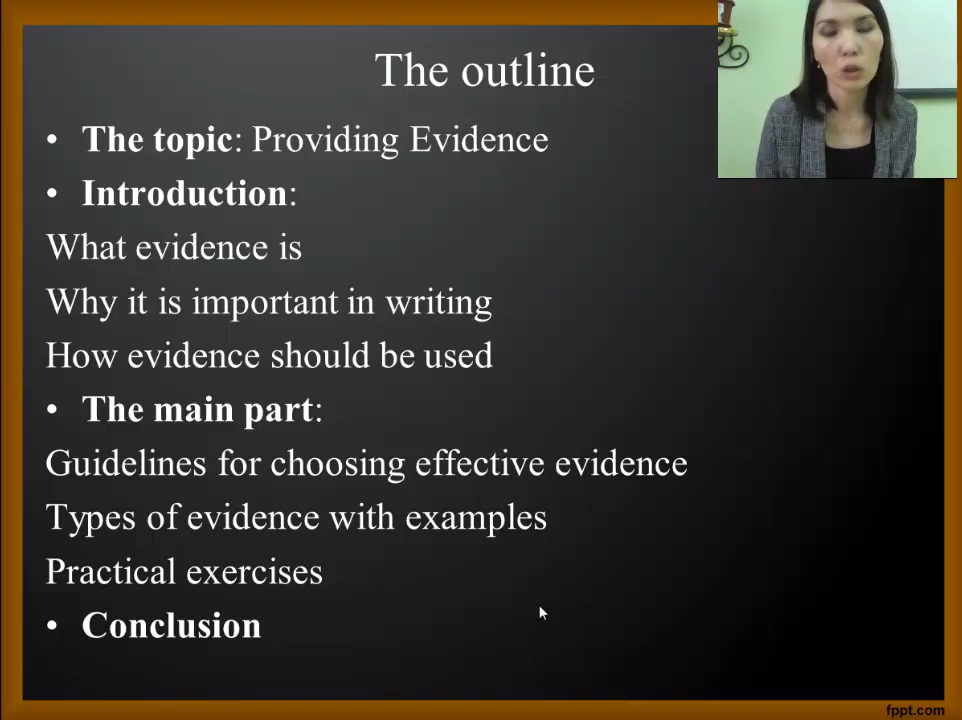 The outline
• The topic: Providing Evidence
• Introduction:
What evidence is
Why it is important in writing
How evidence should be used
• The main part:
Guidelines for choosing effective evidence
Types of evidence with examples
Practical exercises
• Conclusion
fppt.com